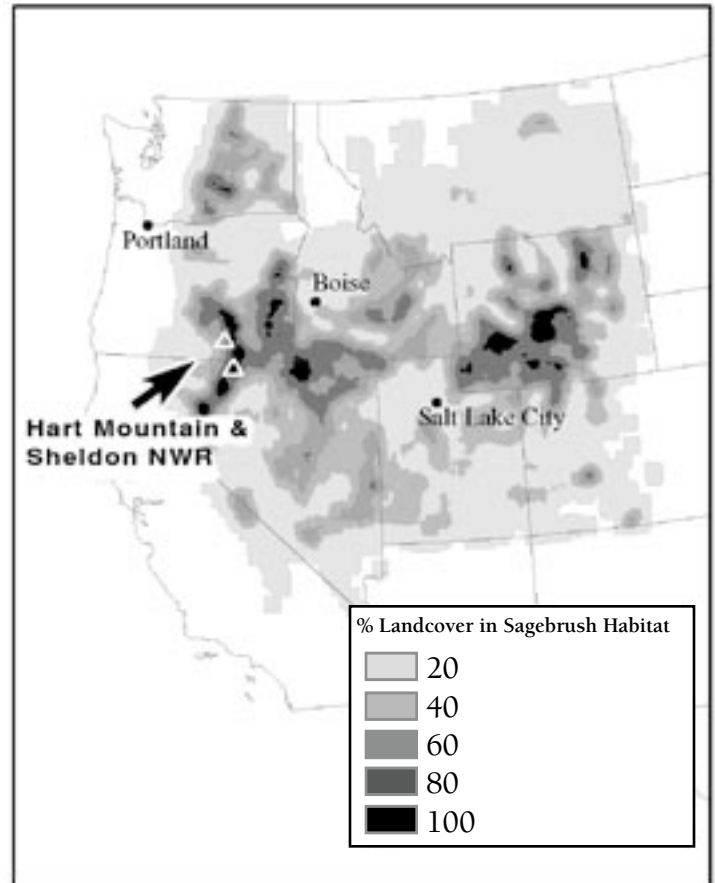 Portland
Boise
Salt Lake City
Hart Mountain &
Sheldon NWR
% Landcover in Sagebrush Habitat
20
40
60
80
100